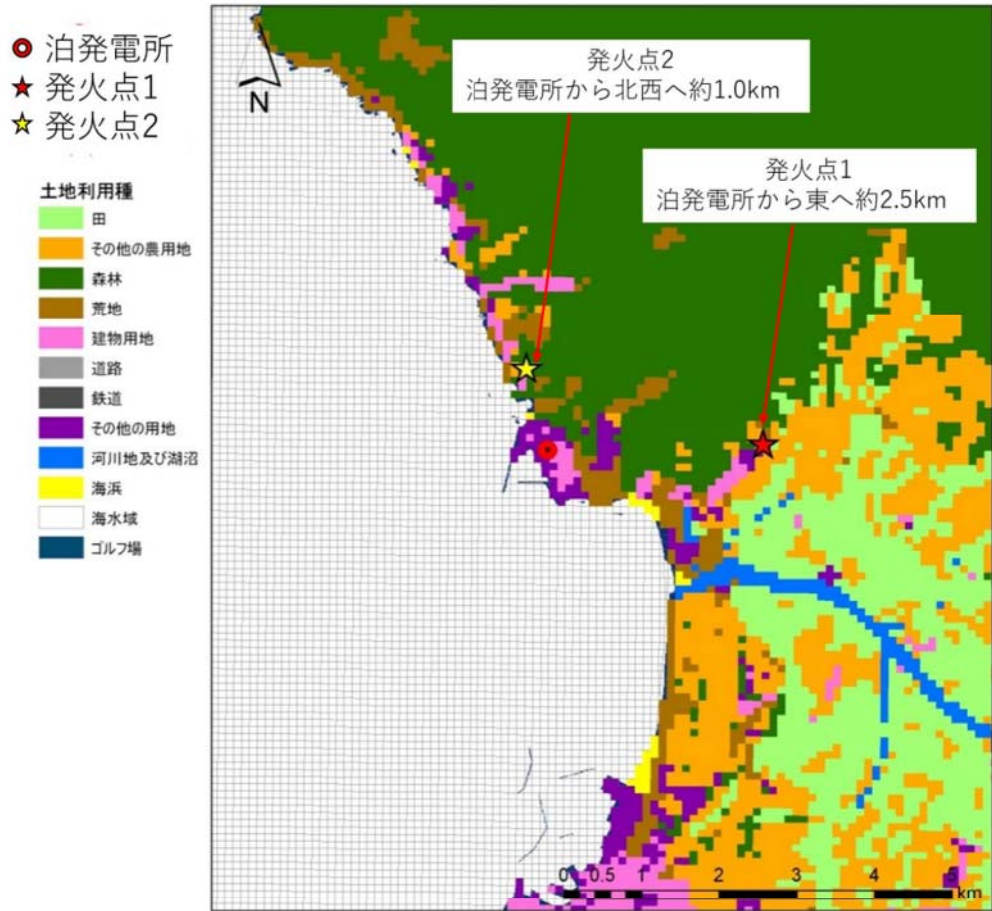 泊発電所
発火点1
発火点2
土地利用種
田
その他の農用地
森林
荒地
建物用地
道路
鉄道
その他の用地
河川地及び湖沼
海浜
海水域
ゴルフ場
N
発火点2
泊発電所から北西へ約1.0km
発火点1
泊発電所から東へ約2.5km
0 0.5 1 2 3 4 5
km